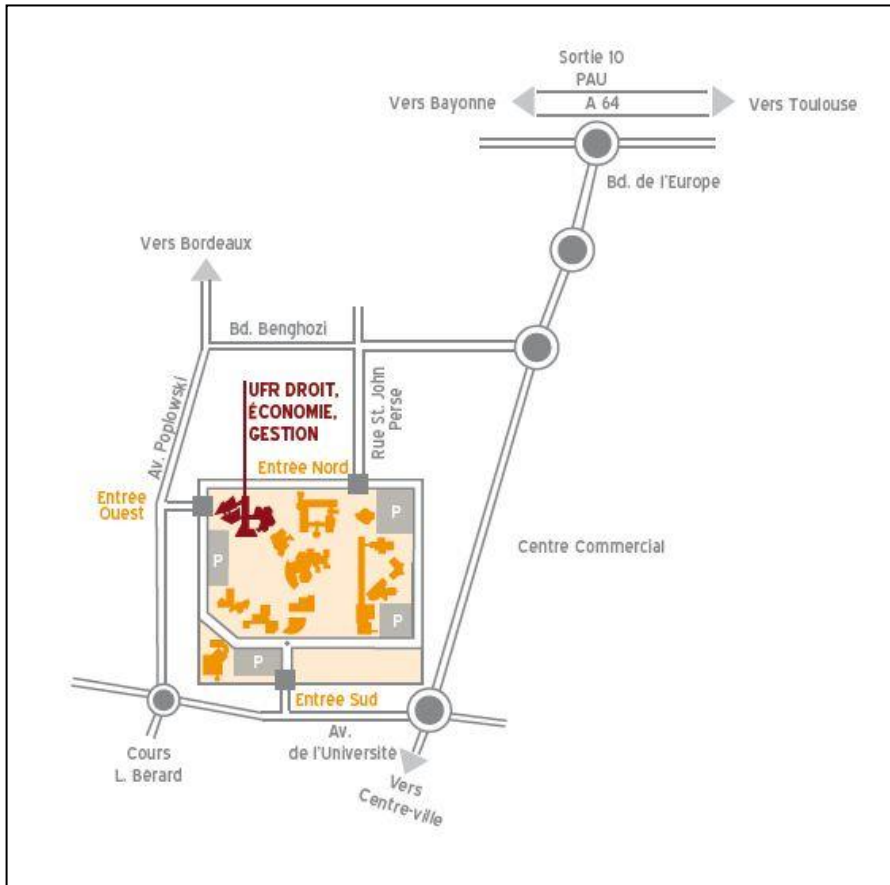 Sortie 10
PAU
Vers Bayonne
A 64
Vers Toulouse
Bd. de l'Europe
Vers Bordeaux
Bd. Benghozi
Av. Poplowski
UFR DROIT,
ÉCONOMIE,
GESTION
Rue St. John
Perse
Entrée Nord
Entrée
Ouest
P
P
P
P
Centre Commercial
Entrée Sud
Av.
de l'Université
Cours
L. Bérard
Vers
Centre-ville